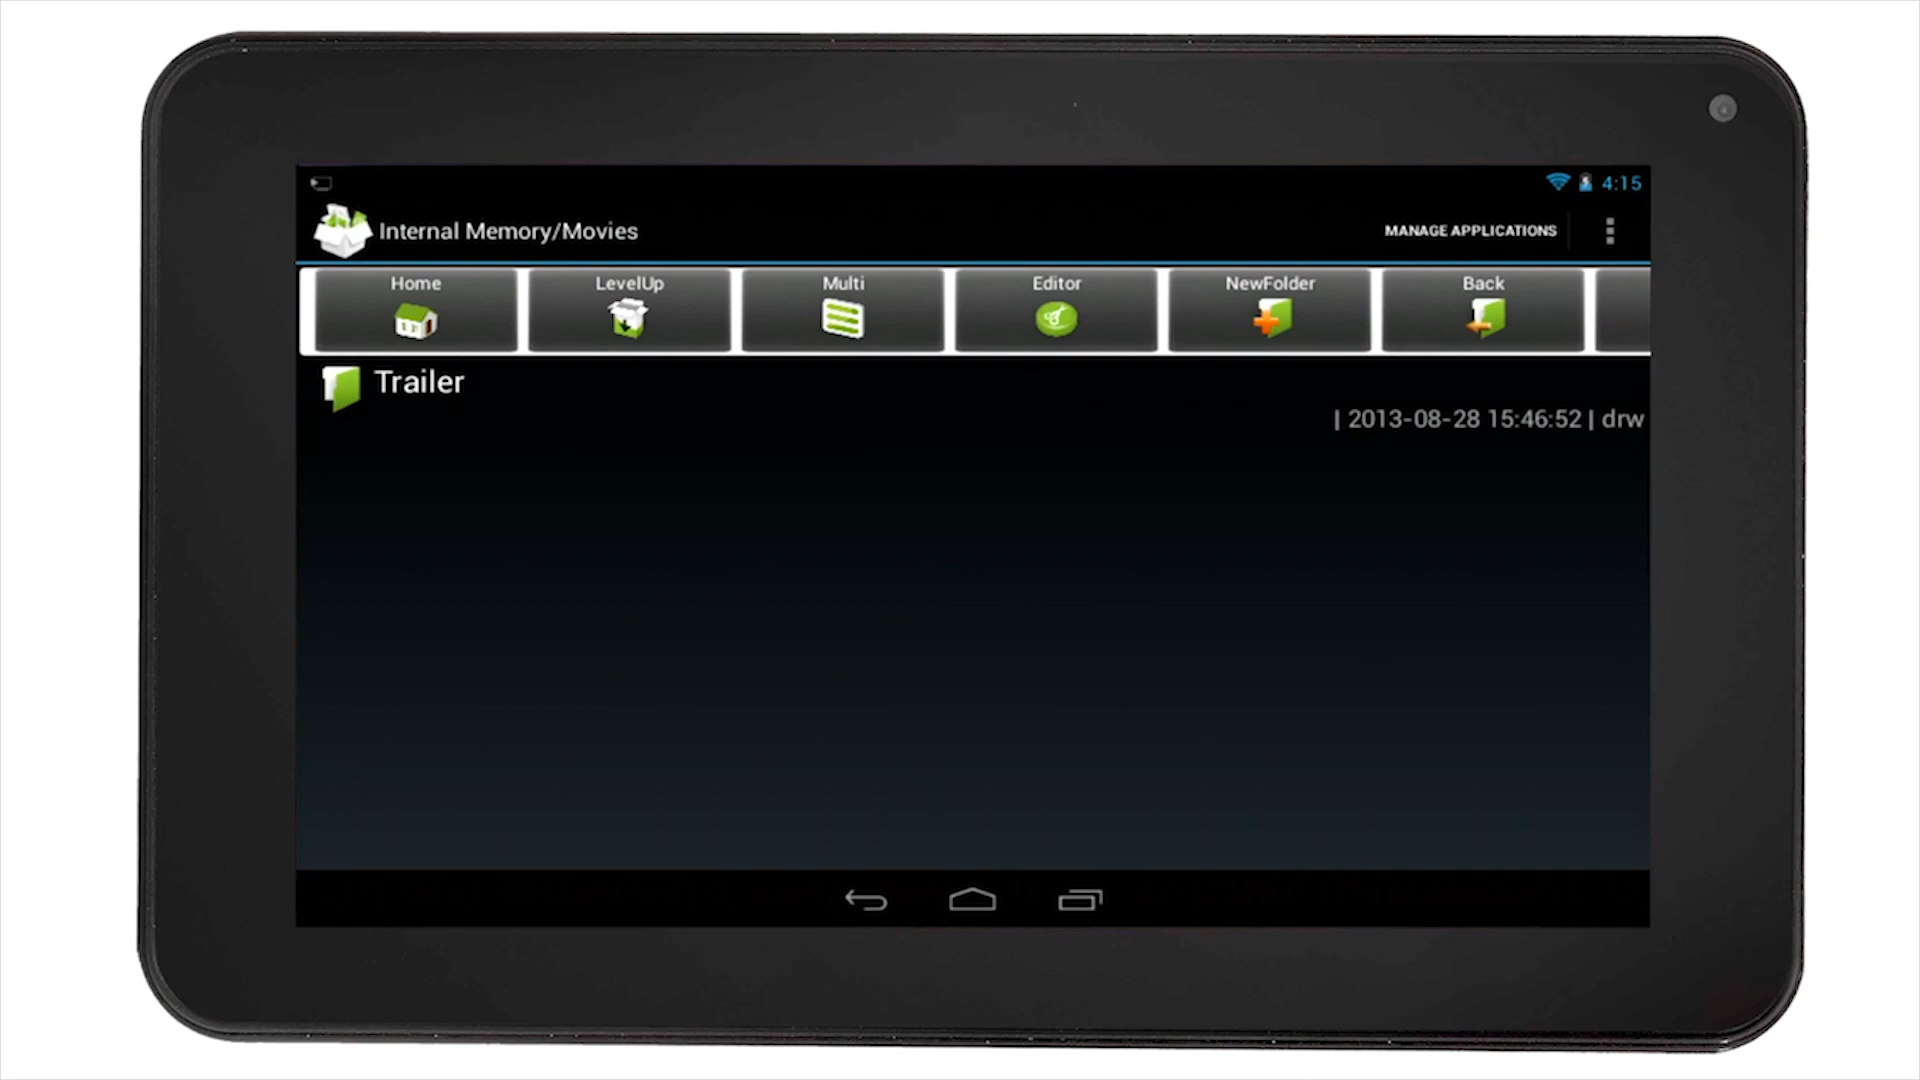 4:15
Internal Memory/Movies
MANAGE APPLICATIONS
Home LevelUp Multi Editor NewFolder Back
Trailer
| 2013-08-28 15:46:52 | drw